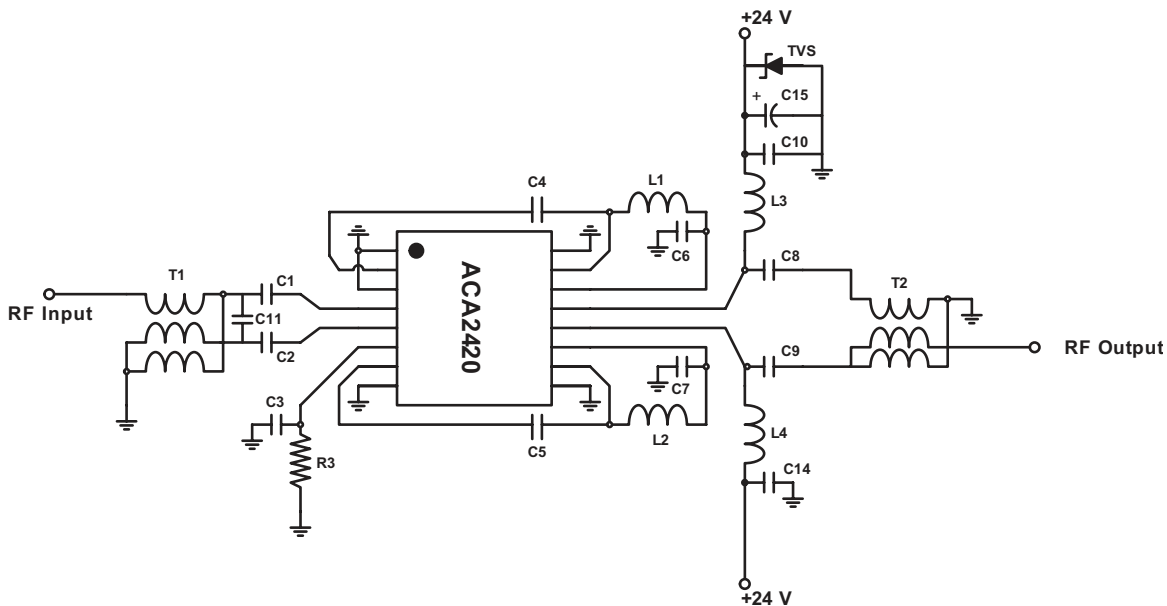 +24 V
TVS
+
C15
C10
L3
C4
L1
C6
C8
T1
C1
T2
RF Input
C11
ACA2420
C2
C9
RF Output
C7
C3
L4
R3
C5
L2
C14
+24 V